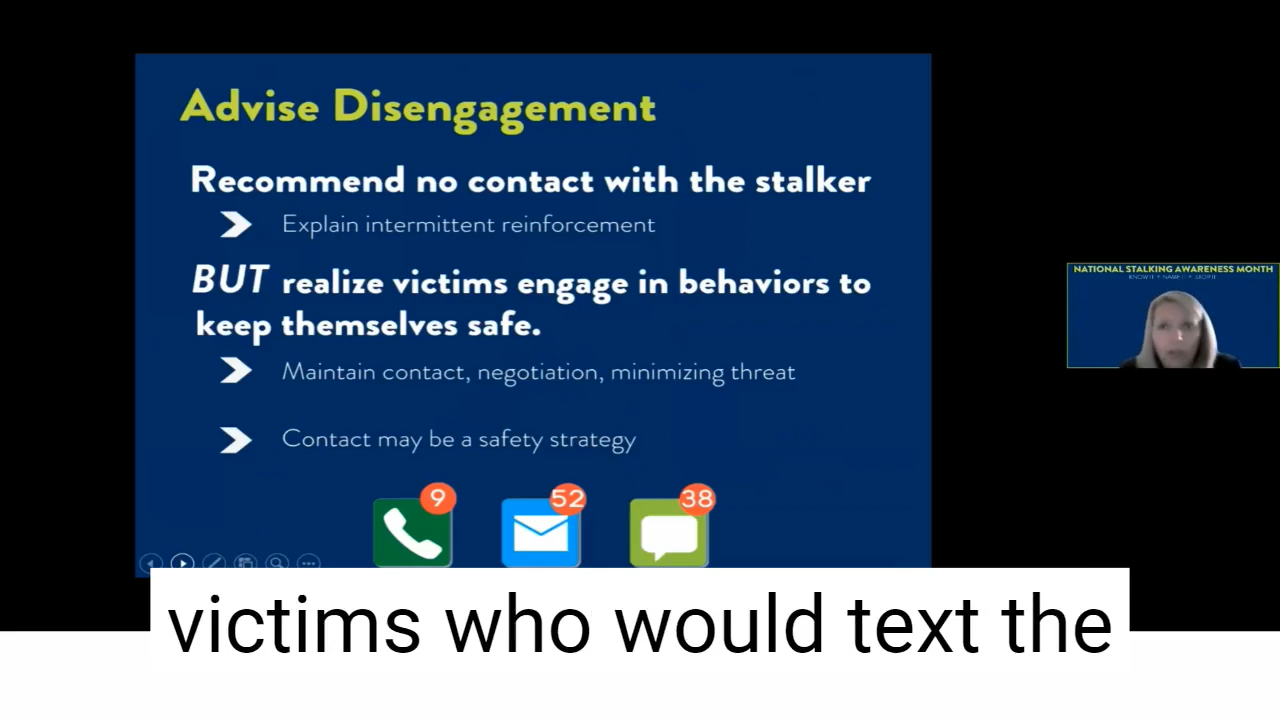 Advise Disengagement
Recommend no contact with the stalker
Explain intermittent reinforcement
BUT realize victims engage in behaviors to
keep themselves safe.
Maintain contact, negotiation, minimizing threat
Contact may be a safety strategy
9
52
38
NATIONAL STALKING AWARENESS MONTH
victims who would text the